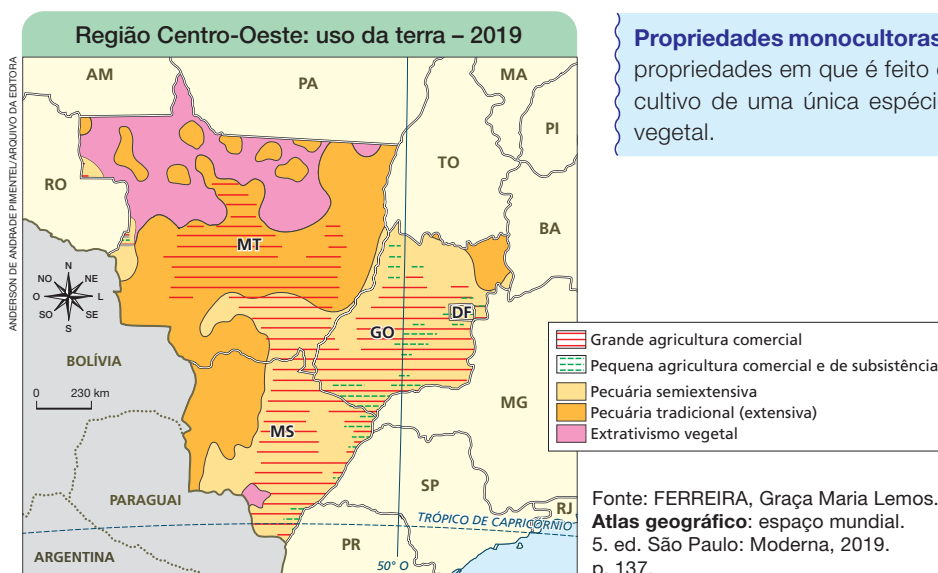 Região Centro-Oeste: uso da terra – 2019
ANDERSON DE ANDRADE PIMENTEL/ARQUIVO DA EDITORA
AM
PA
MA
PI
TO
RO
BA
MT
N
NO NE
O L
SO SE
S
DF
GO
BOLÍVIA
0 230 km
MG
MS
SP
PARAGUAI
RJ
TRÓPICO DE CAPRICÓRNIO
PR
ARGENTINA
50° O
Grande agricultura comercial
Pequena agricultura comercial e de subsistência
Pecuária semiextensiva
Pecuária tradicional (extensiva)
Extrativismo vegetal
Propriedades monocultoras
propriedades em que é feito
cultivo de uma única espéci
vegetal.
Fonte: FERREIRA, Graça Maria Lemos.
Atlas geográfico: espaço mundial.
5. ed. São Paulo: Moderna, 2019.
p. 137.